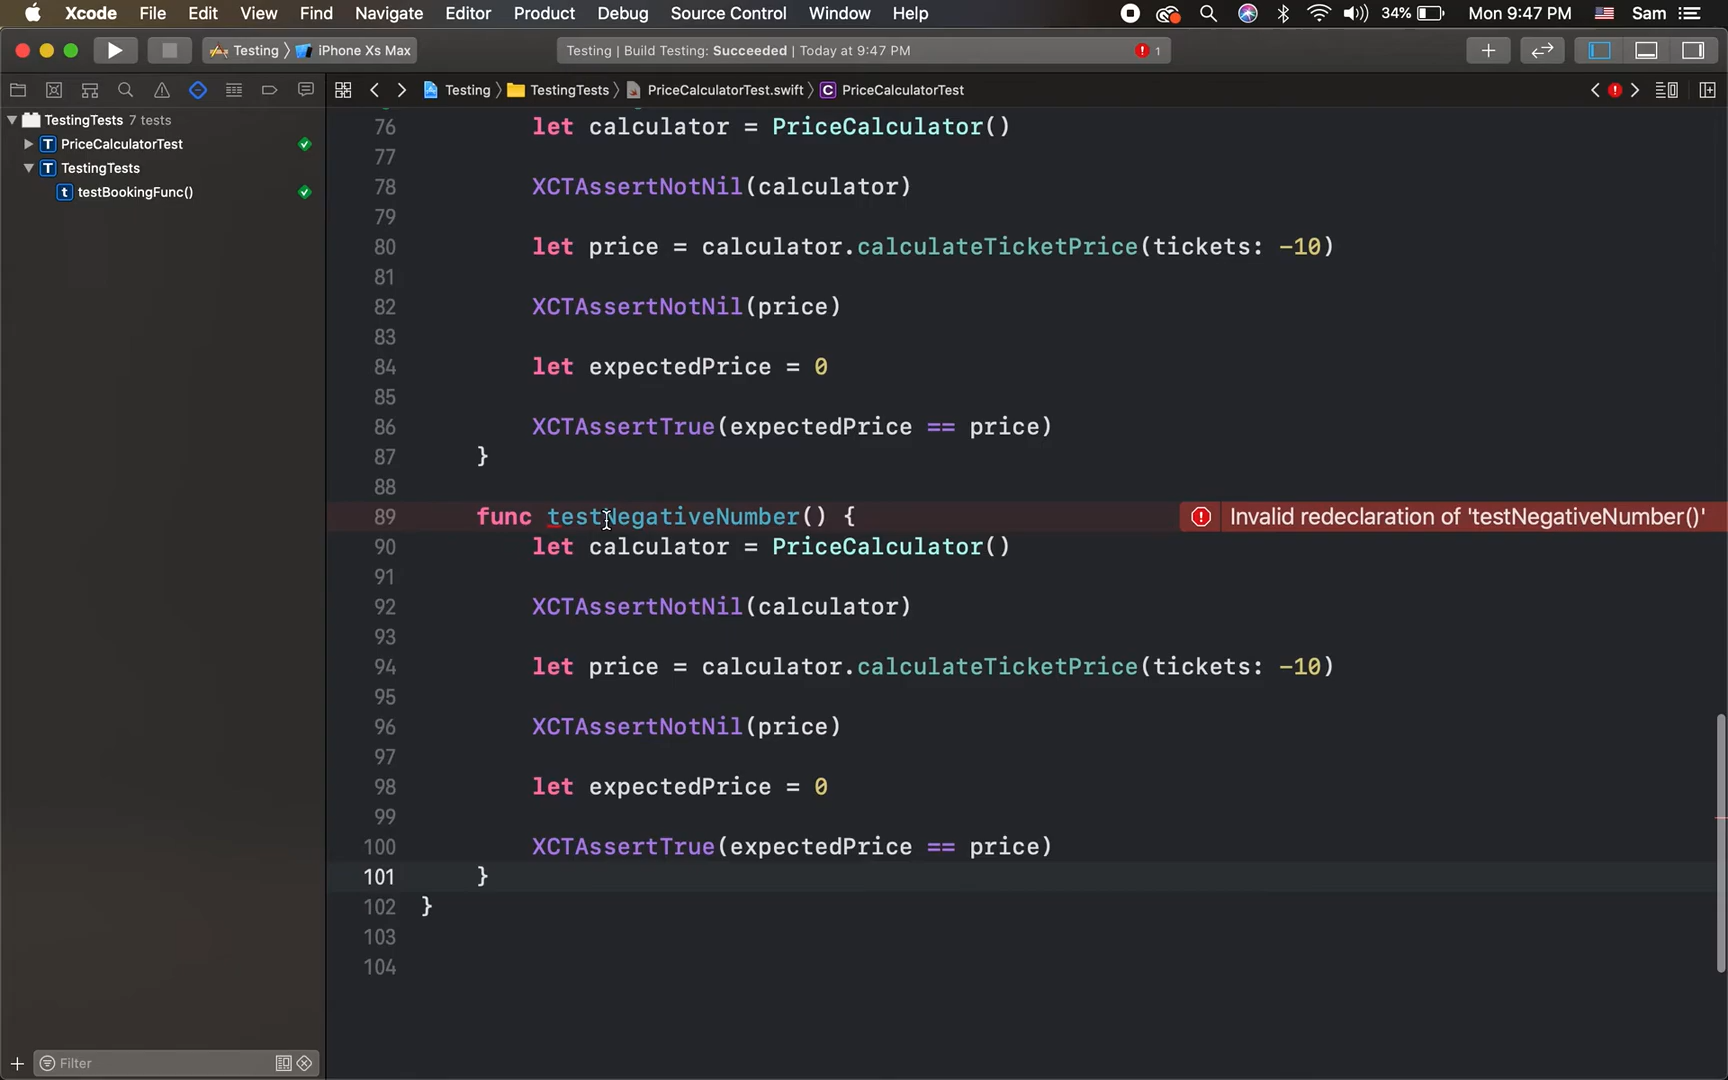 Xcode File Edit View Find Navigate Editor Product Debug Source Control Window Help 34% Mon 9:47 PM Sam
Testing iPhone Xs Max Testing | Build Testing: Succeeded | Today at 9:47 PM 1
Testing TestingTests PriceCalculatorTest.swift C PriceCalculatorTest
TestingTests 7 tests
T PriceCalculatorTest
T TestingTests
t testBookingFunc()
76 let calculator = PriceCalculator()
77
78 XCTAssertNotNil(calculator)
79
80 let price = calculator.calculateTicketPrice(tickets: -10)
81
82 XCTAssertNotNil(price)
83
84 let expectedPrice = 0
85
86 XCTAssertTrue(expectedPrice == price)
87 }
88
89 func testNegativeNumber() { Invalid redeclaration of 'testNegativeNumber()'
90 let calculator = PriceCalculator()
91
92 XCTAssertNotNil(calculator)
93
94 let price = calculator.calculateTicketPrice(tickets: -10)
95
96 XCTAssertNotNil(price)
97
98 let expectedPrice = 0
99
100 XCTAssertTrue(expectedPrice == price)
101 }
102 }
103
104
Filter